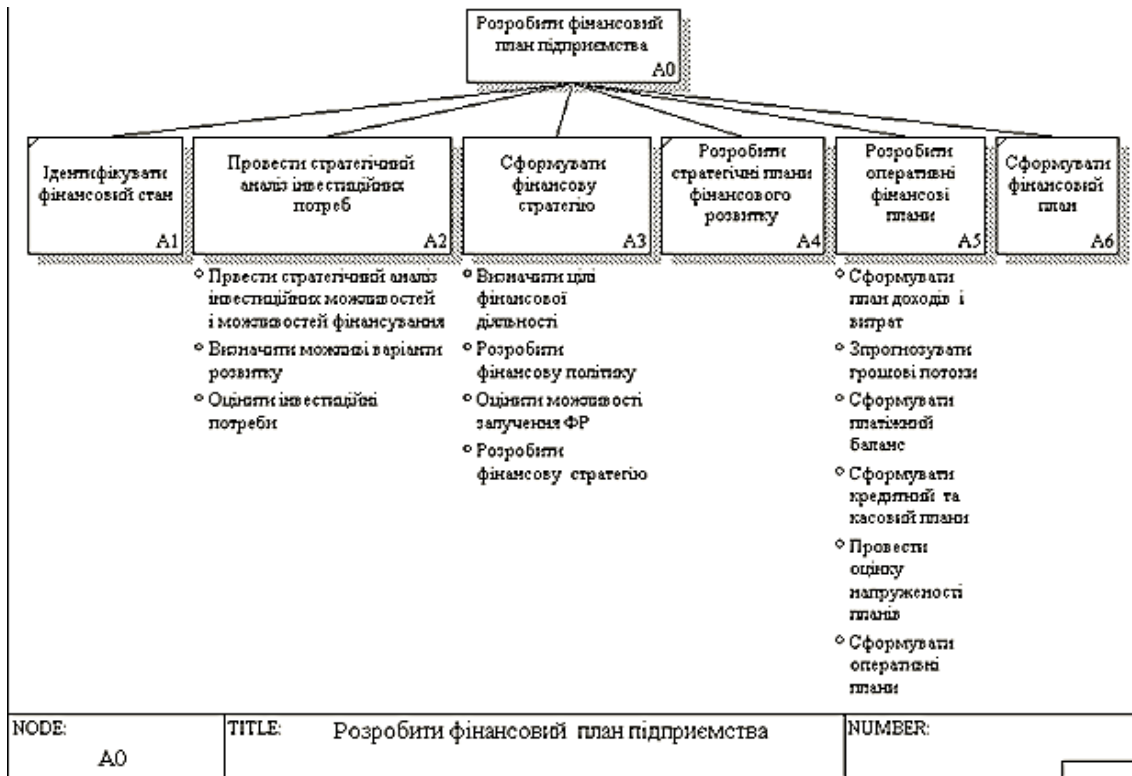 Розробити фінансовий
план підприємства
A0
Ідентифікувати
фінансовий стан
A1
Провести стратегічний
аналіз інвестиційних
потреб
A2
Сформувати
фінансову
стратегію
A3
Розробити
стратегічні плани
фінансового
розвитку
A4
Розробити
оперативні
фінансові
плани
A5
Сформувати
фінансовий
план
A6
Првести стратегічний аналіз
інвестиційних можливостей
і можливостей фінансування
Визначити можливі варіанти
розвитку
Оцінити інвестиційні
потреби
Визначити цілі
фінансової
діяльності
Розробити
фінансову політику
Оцінити можливості
залучення ФР
Розробити
фінансову стратегію
Сформувати
план доходів і
витрат
Зпрогнозувати
грошові потоки
Сформувати
платіжний
баланс
Сформувати
кредитний та
касовий плани
Провести
оцінку
напруженості
планів
Сформувати
оперативні
плани
NODE:
A0
TITLE:
Розробити фінансовий план підприємства
NUMBER: